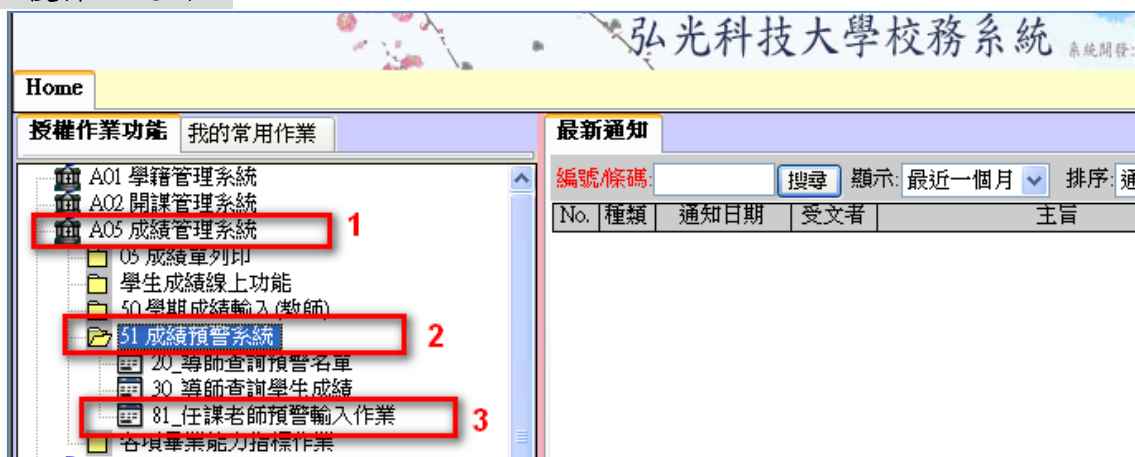 弘光科技大學校務系統 系統開發:
Home
授權作業功能 我的常用作業
A01 學籍管理系統
A02 開課管理系統
A05 成績管理系統
1
05 成績單列印
學生成績線上功能
50 學期成績輸入(教師)
51 成績預警系統
2
20_導師查詢預警名單
30_導師查詢學生成績
81_任課老師預警輸入作業
3
各項畢業能力指標作業
最新通知
編號/條碼: 搜尋 顯示: 最近一個月 排序: 通
No. 種類 通知日期 受文者 主旨